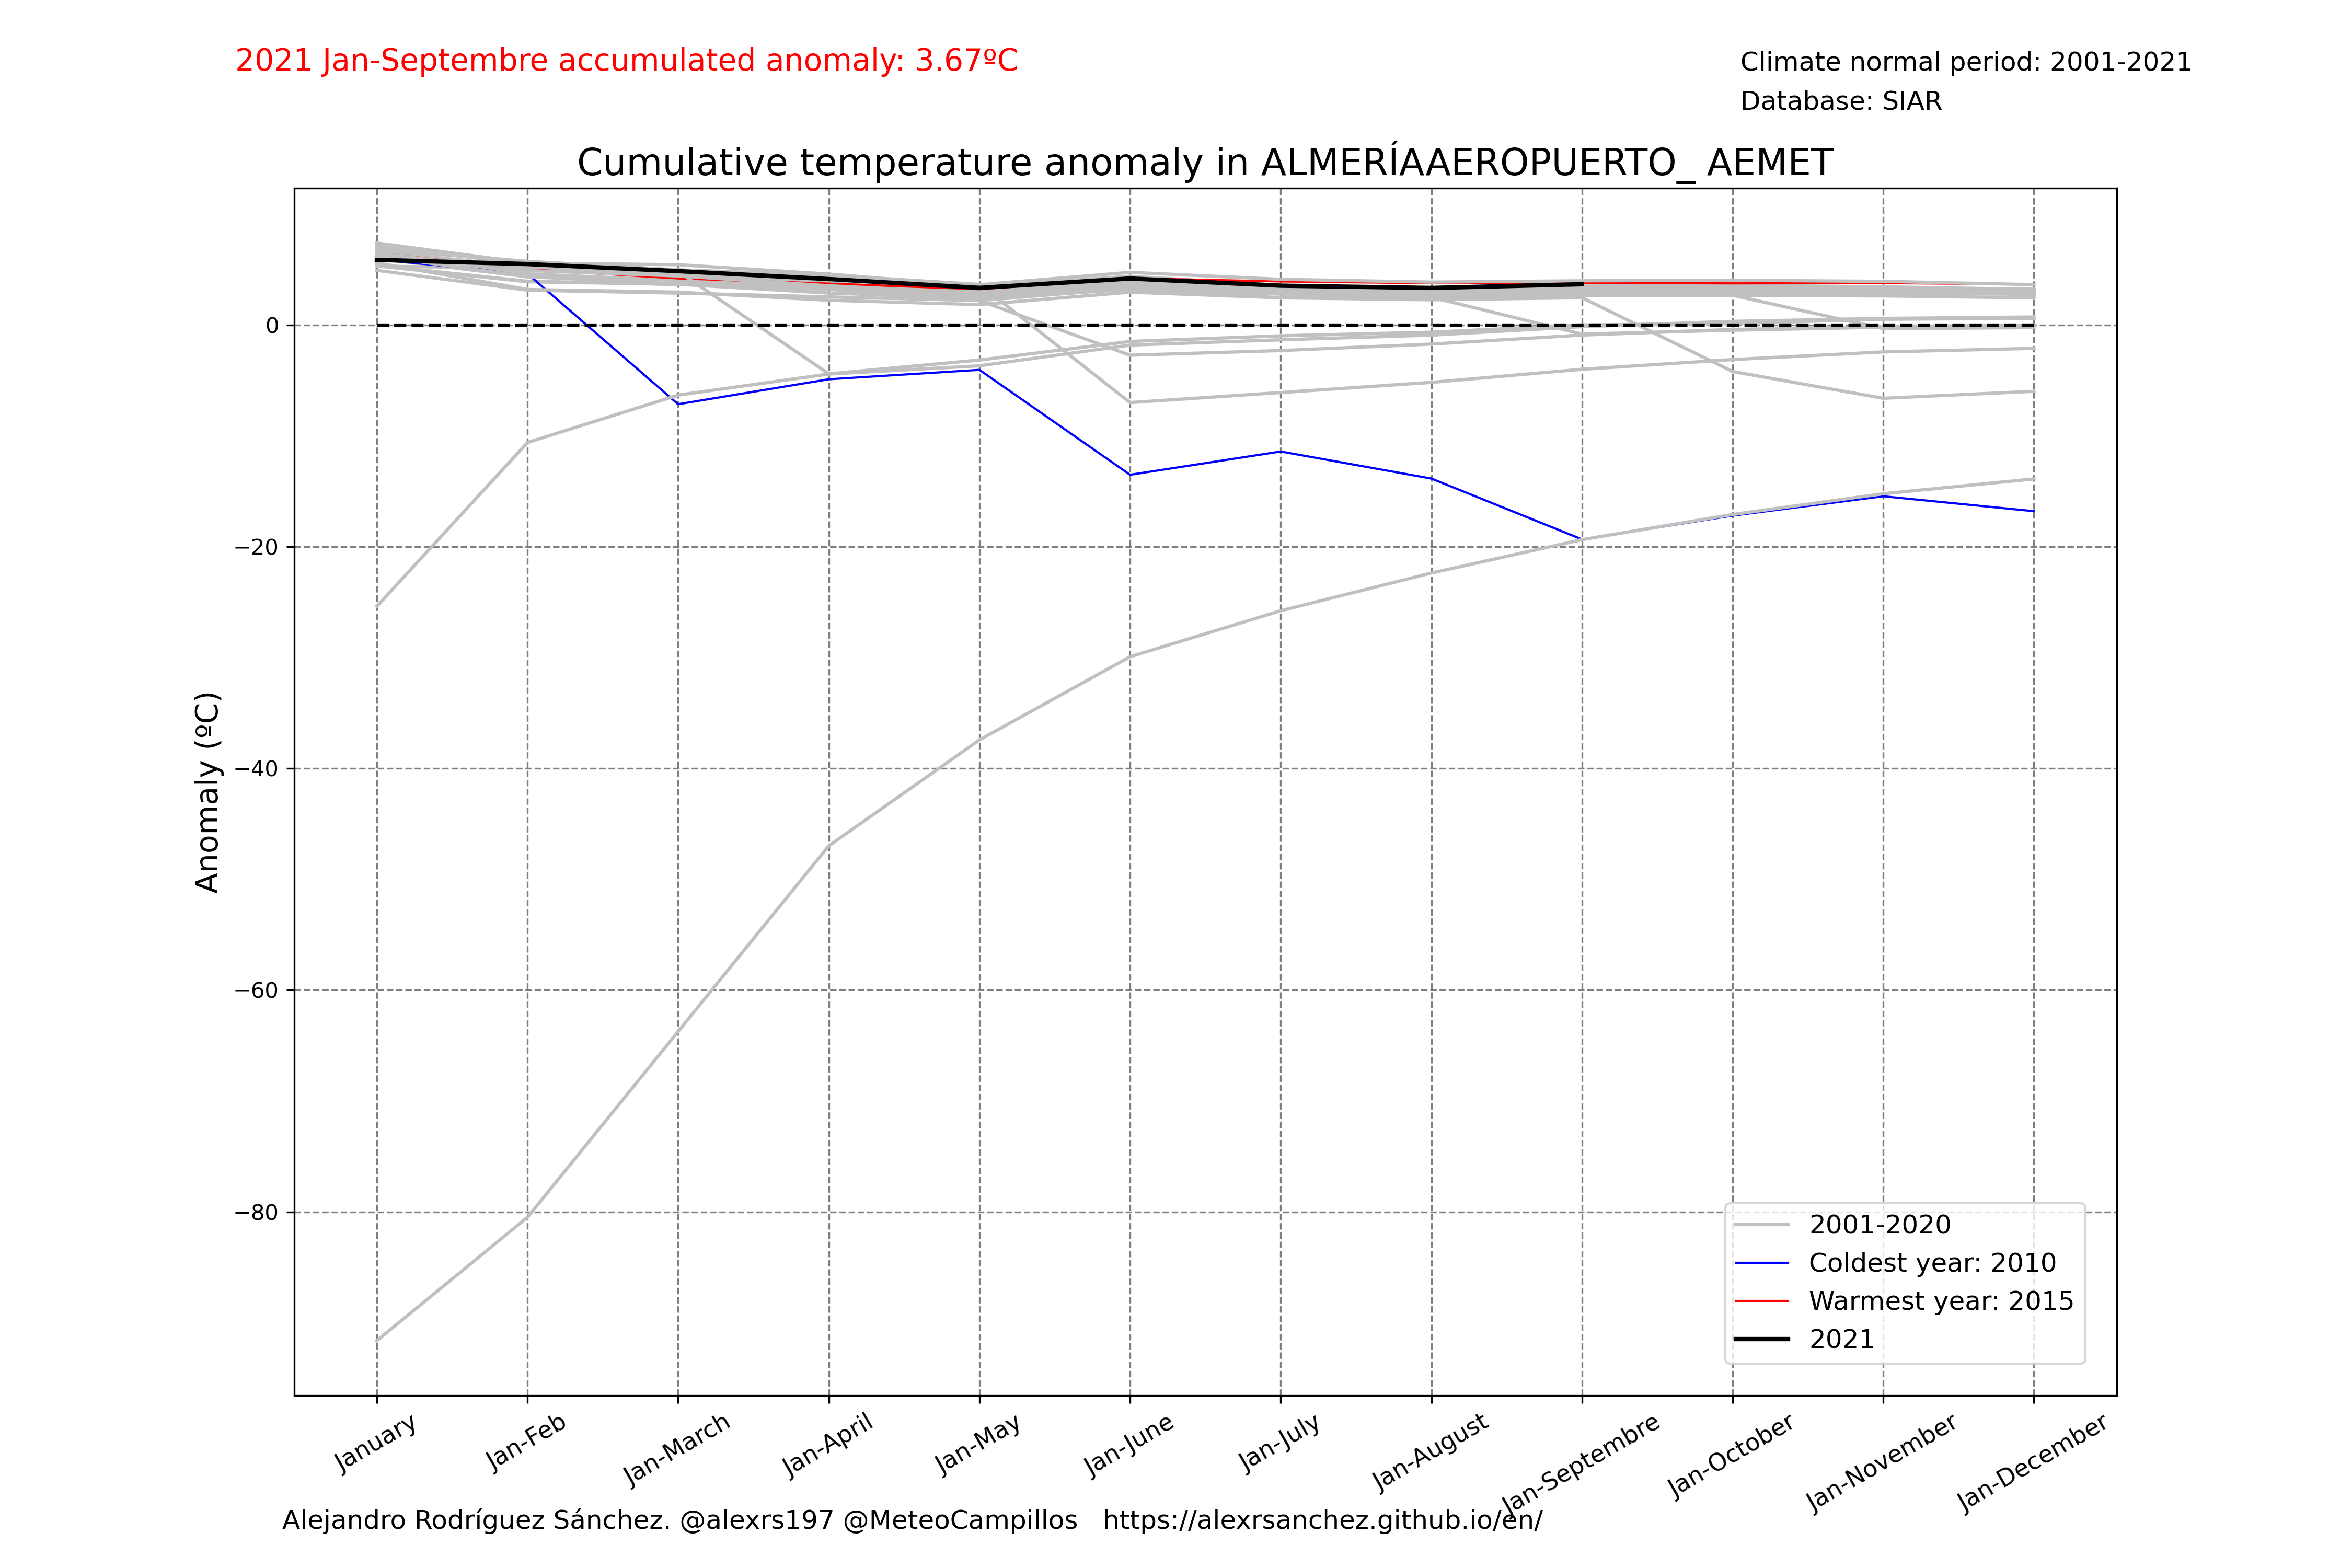 2021 Jan-Septembre accumulated anomaly: 3.67ºC
Climate normal period: 2001-2021
Database: SIAR
Cumulative temperature anomaly in ALMERÍAAEROPUERTO_ AEMET
Anomaly (ºC)
0
−20
−40
−60
−80
2001-2020
Coldest year: 2010
Warmest year: 2015
2021
January
Jan-Feb
Jan-March
Jan-April
Jan-May
Jan-June
Jan-July
Jan-August
Jan-Septembre
Jan-October
Jan-November
Jan-December
Alejandro Rodríguez Sánchez. @alexrs197 @MeteoCampillos   https://alexrsanchez.github.io/en/